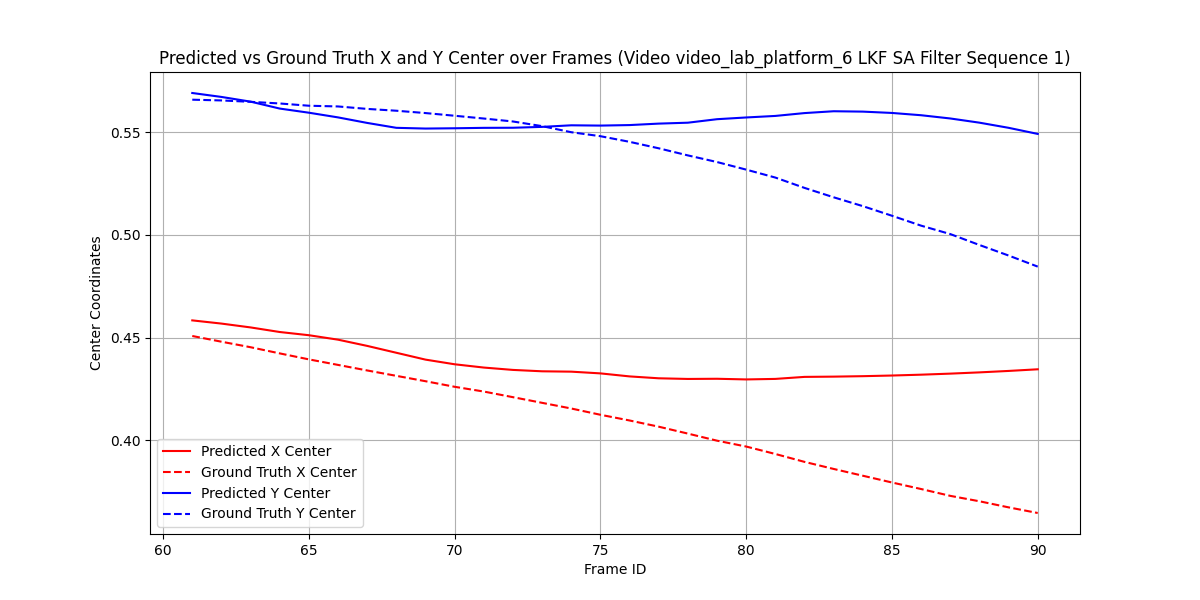 Predicted vs Ground Truth X and Y Center over Frames (Video video_lab_platform_6 LKF SA Filter Sequence 1)
0.55
0.50
0.45
0.40
Center Coordinates
Predicted X Center
Ground Truth X Center
Predicted Y Center
Ground Truth Y Center
60 65 70 75 80 85 90
Frame ID